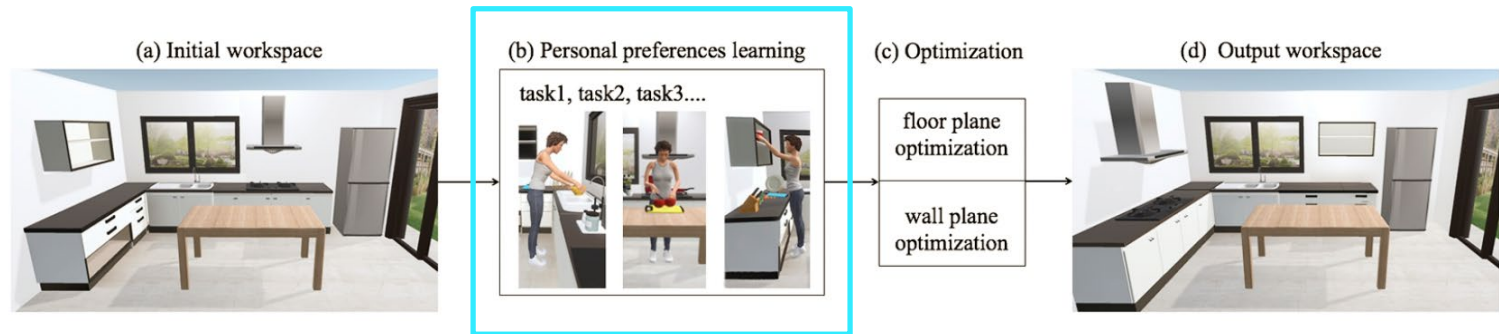 (a) Initial workspace
(b) Personal preferences learning
task1, task2, task3....
(c) Optimization
floor plane
optimization
wall plane
optimization
(d) Output workspace